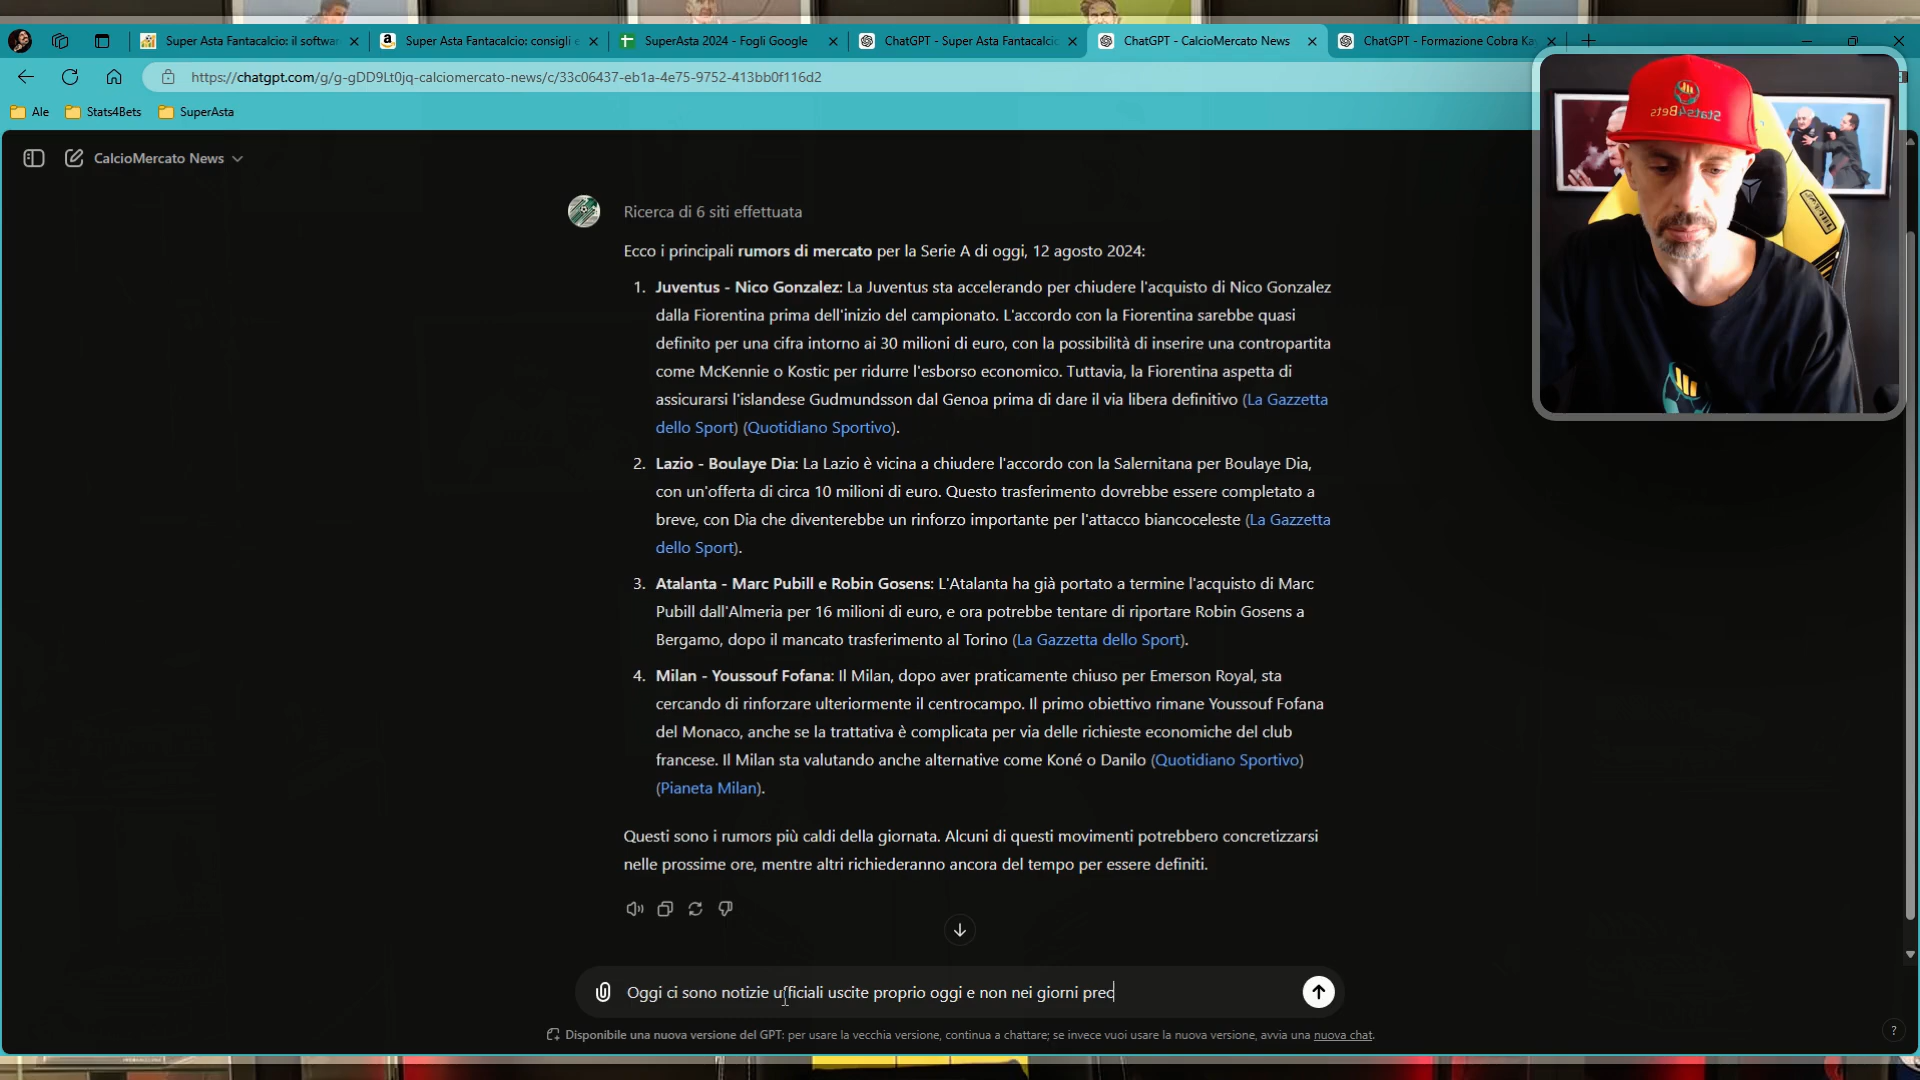 Super Asta Fantacalcio: il softwar
Super Asta Fantacalcio: consigli e
SuperAsta 2024 - Fogli Google
ChatGPT - Super Asta Fantacalcio
ChatGPT - CalcioMercato News
ChatGPT - Formazione Cobra Ka
https://chatgpt.com/g/g-gDD9Lt0jq-calciomercato-news/c/33c06437-eb1a-4e75-9752-413bb0f116d2
Ale
Stats4Bets
SuperAsta
Stats4Bets
CalcioMercato News
Ricerca di 6 siti effettuata
Ecco i principali rumors di mercato per la Serie A di oggi, 12 agosto 2024:
1. Juventus - Nico Gonzalez: La Juventus sta accelerando per chiudere l'acquisto di Nico Gonzalez
dalla Fiorentina prima dell'inizio del campionato. L'accordo con la Fiorentina sarebbe quasi
definito per una cifra intorno ai 30 milioni di euro, con la possibilità di inserire una contropartita
come McKennie o Kostic per ridurre l'esborso economico. Tuttavia, la Fiorentina aspetta di
assicurarsi l'islandese Gudmundsson dal Genoa prima di dare il via libera definitivo (La Gazzetta
dello Sport) (Quotidiano Sportivo).
2. Lazio - Boulaye Dia: La Lazio è vicina a chiudere l'accordo con la Salernitana per Boulaye Dia,
con un'offerta di circa 10 milioni di euro. Questo trasferimento dovrebbe essere completato a
breve, con Dia che diventerebbe un rinforzo importante per l'attacco biancoceleste (La Gazzetta
dello Sport).
3. Atalanta - Marc Pubill e Robin Gosens: L'Atalanta ha già portato a termine l'acquisto di Marc
Pubill dall'Almeria per 16 milioni di euro, e ora potrebbe tentare di riportare Robin Gosens a
Bergamo, dopo il mancato trasferimento al Torino (La Gazzetta dello Sport).
4. Milan - Youssouf Fofana: Il Milan, dopo aver praticamente chiuso per Emerson Royal, sta
cercando di rinforzare ulteriormente il centrocampo. Il primo obiettivo rimane Youssouf Fofana
del Monaco, anche se la trattativa è complicata per via delle richieste economiche del club
francese. Il Milan sta valutando anche alternative come Koné o Danilo (Quotidiano Sportivo)
(Pianeta Milan).
Questi sono i rumors più caldi della giornata. Alcuni di questi movimenti potrebbero concretizzarsi
nelle prossime ore, mentre altri richiederanno ancora del tempo per essere definiti.
Oggi ci sono notizie ufficiali uscite proprio oggi e non nei giorni prec
Disponibile una nuova versione del GPT: per usare la vecchia versione, continua a chattare; se invece vuoi usare la nuova versione, avvia una nuova chat.
?